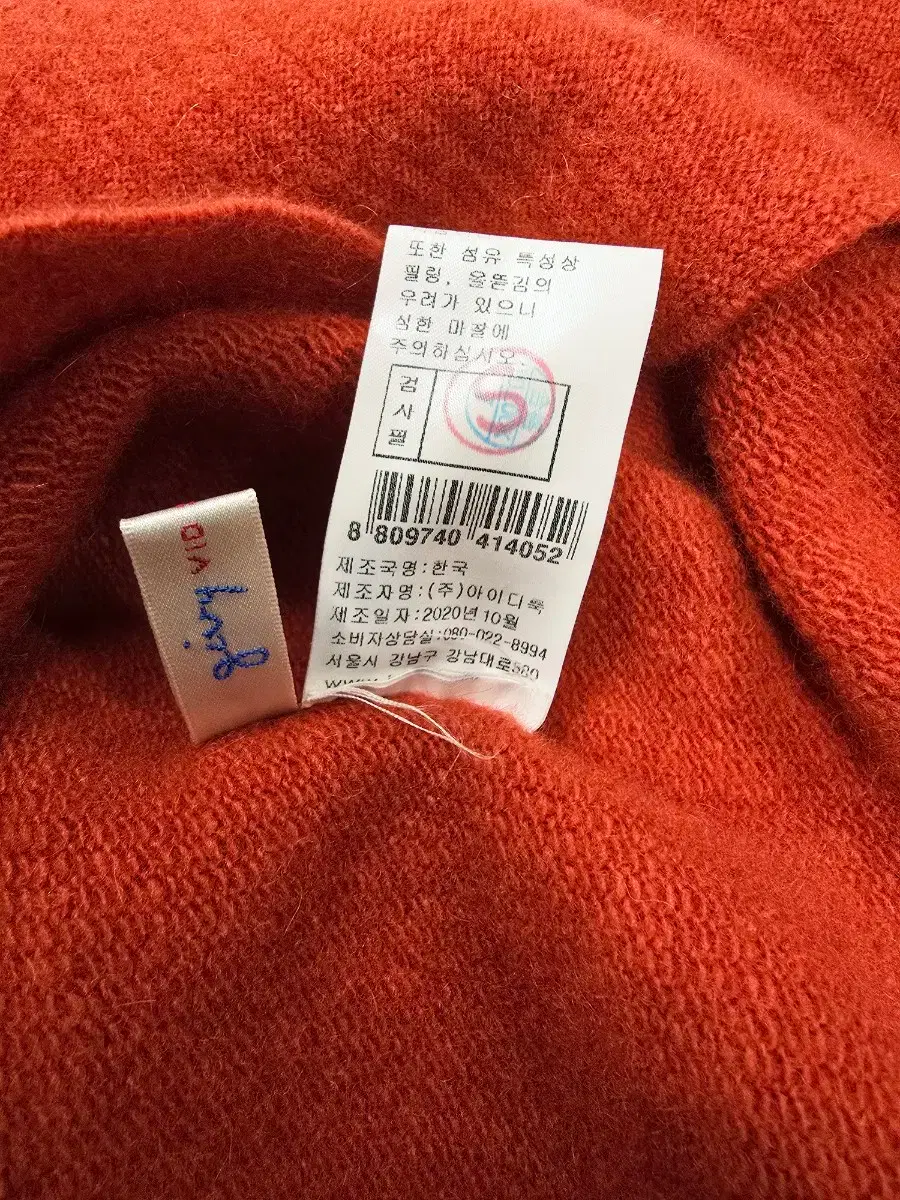 또한 섬유 특성상
필링, 올뜯김의
우려가 있으니
심한 마찰에
주의하십시오.
검
사
필
S
8 809740 414052
제조국명:한국
제조자명:(주)아이디룩
제조일자:2020년10월
소비자상담실:080-022-8994
서울시 강남구 강남대로580
VIO